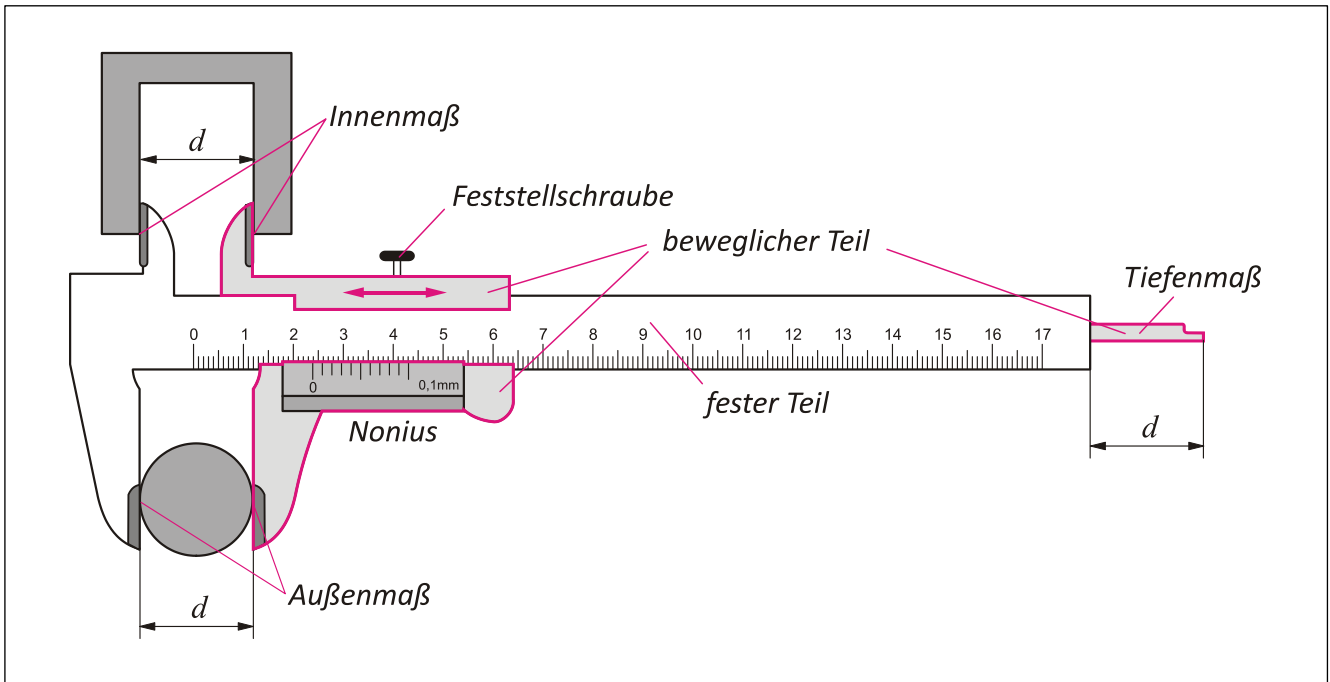 Innenmaß
d
Feststellschraube
beweglicher Teil
Tiefenmaß
0 1 2 3 4 5 6 7 8 9 10 11 12 13 14 15 16 17
0 0,1mm
fester Teil
Nonius
d
Außenmaß
d